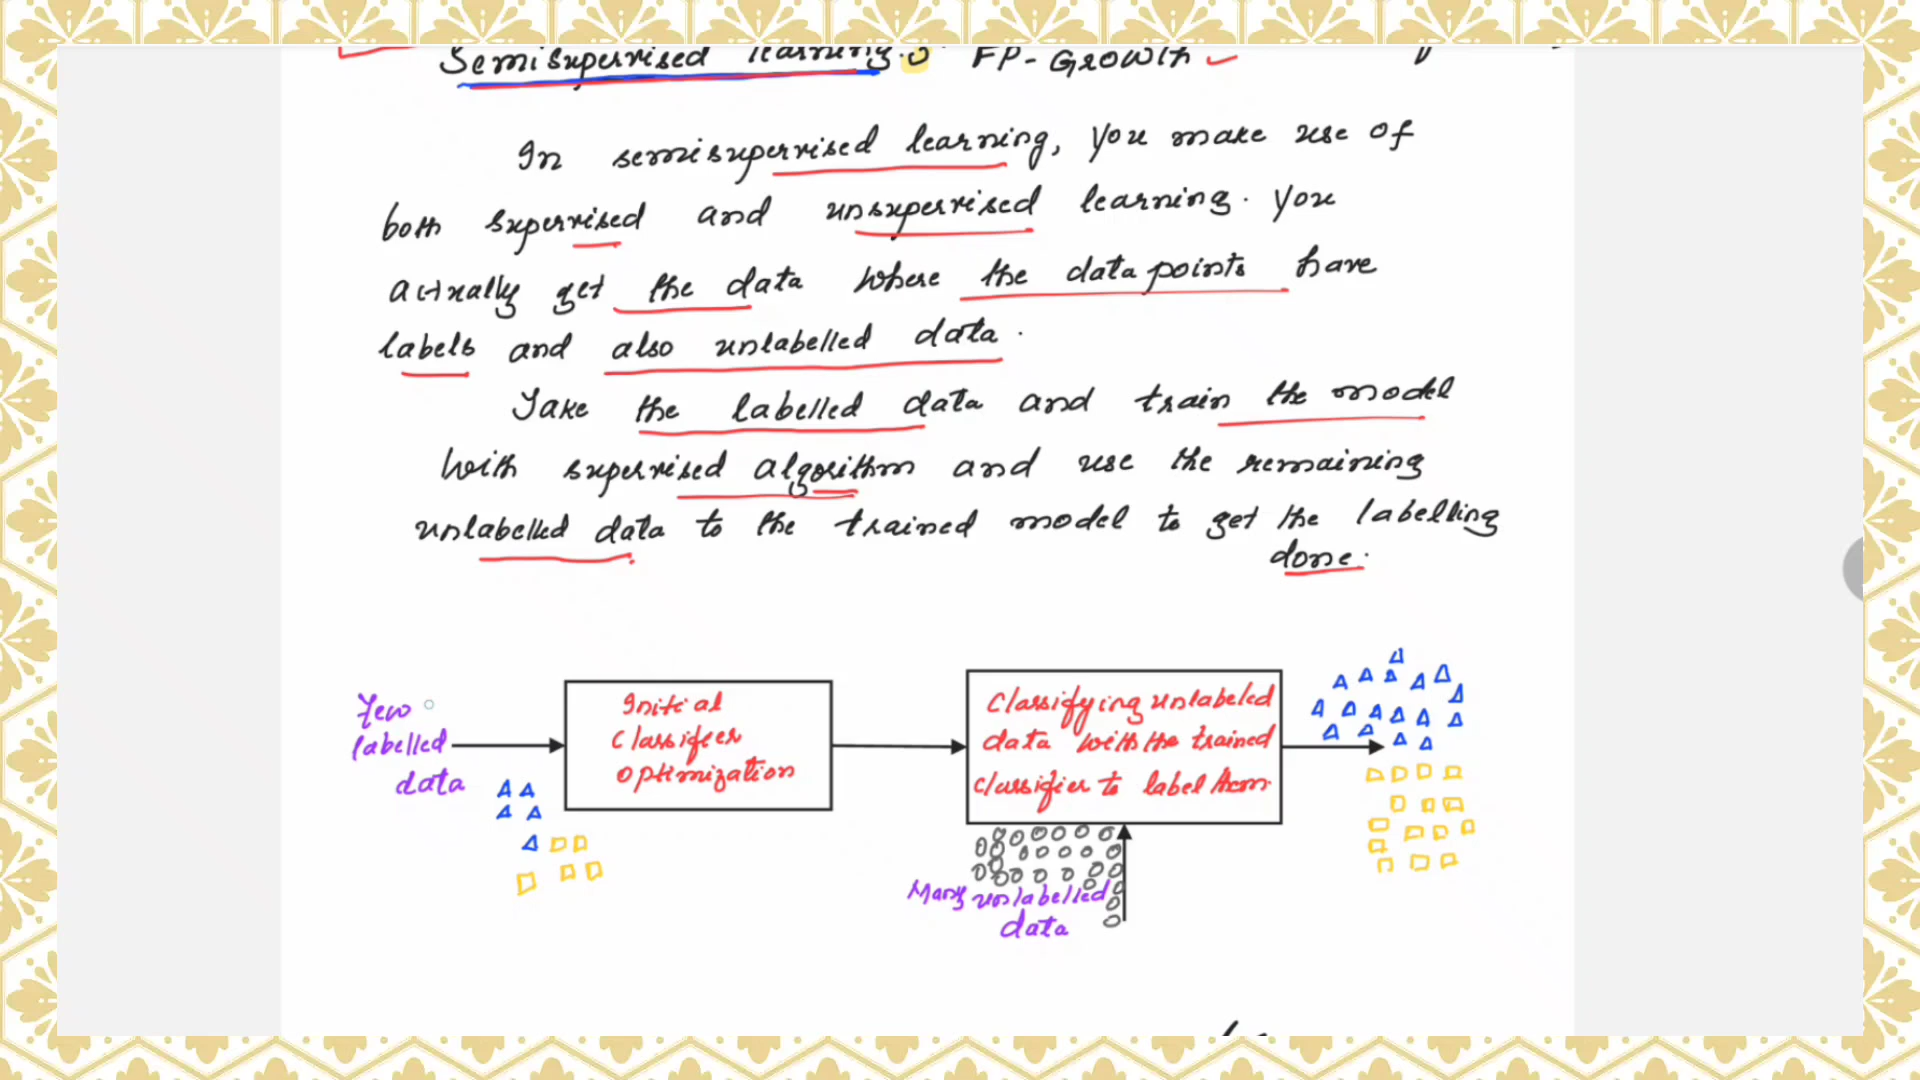 Semisupervised learning: FP-Growth
In semisupervised learning, you make use of
both supervised and unsupervised learning. You
actually get the data where the data points have
labels and also unlabelled data.
Take the labelled data and train the model
with supervised algorithm and use the remaining
unlabelled data to the trained model to get the labelling
done.
Few
labelled
data
Initial
Classifier
optimization
Classifying unlabeled
data with the trained
classifier to label them.
Many unlabelled
data